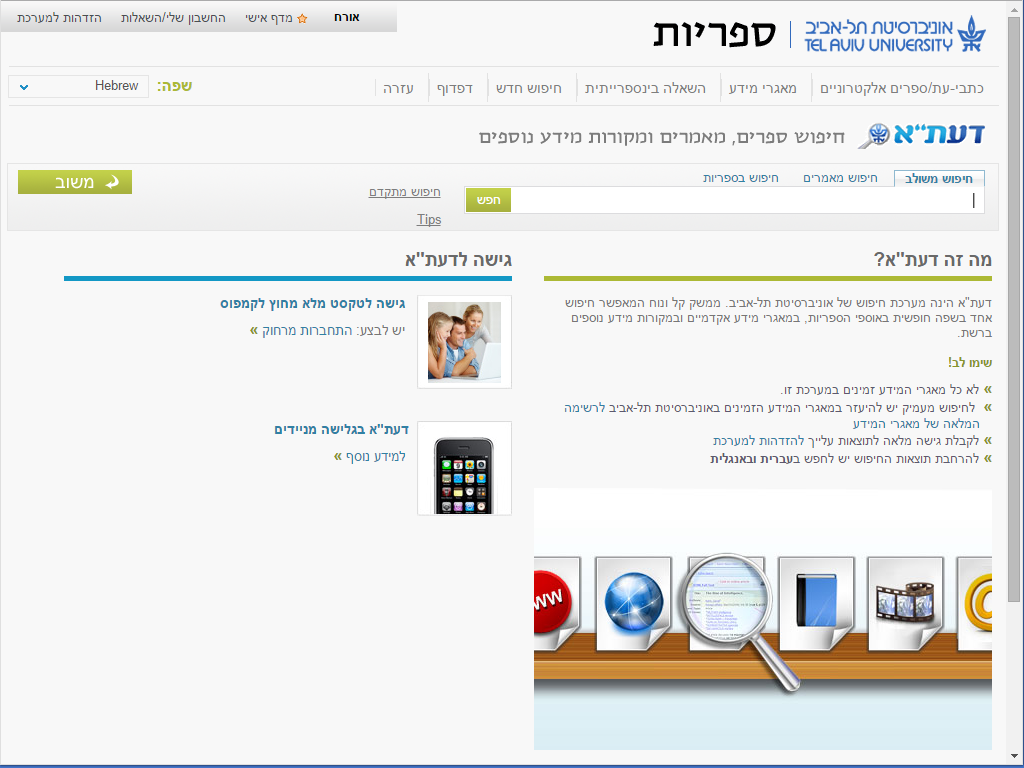 אורח
מדף אישי
החשבון שלי/השאלות
הזדהות למערכת
אוניברסיטת תל-אביב
TEL AVIV UNIVERSITY
ספריות
כתבי-עת/ספרים אלקטרוניים
מאגרי מידע
השאלה בינספרייתית
חיפוש חדש
דפדוף
עזרה
שפה:
Hebrew
דעת"א
חיפוש ספרים, מאמרים ומקורות מידע נוספים
חיפוש משולב
חיפוש מאמרים
חיפוש בספריות
חפש
חיפוש מתקדם
Tips
משוב
מה זה דעת"א?
דעת"א הינה מערכת חיפוש של אוניברסיטת תל-אביב. ממשק קל ונוח המאפשר חיפוש
אחד בשפה חופשית באוספי הספריות, במאגרי מידע אקדמיים ובמקורות מידע נוספים
ברשת.
שימו לב!
» לא כל מאגרי המידע זמינים במערכת זו.
» לחיפוש מעמיק יש להיעזר במאגרי המידע הזמינים באוניברסיטת תל-אביב לרשימה
המלאה של מאגרי המידע
» לקבלת גישה מלאה לתוצאות עלייך להזדהות למערכת
» להרחבת תוצאות החיפוש יש לחפש בעברית ובאנגלית
WW
@
גישה לדעת"א
גישה לטקסט מלא מחוץ לקמפוס
יש לבצע: התחברות מרחוק »
דעת"א בגלישה מניידים
למידע נוסף »